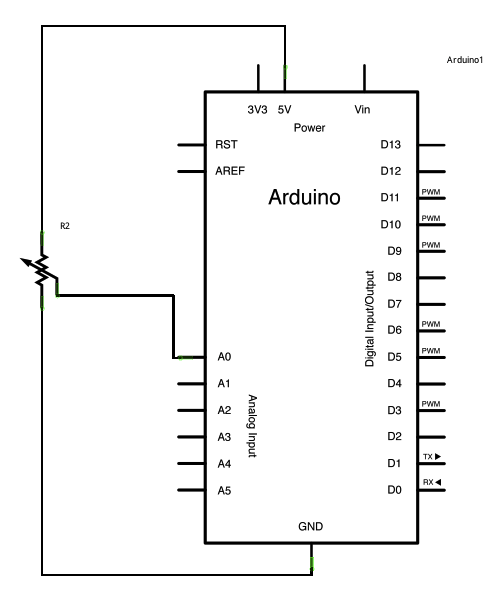 Arduino1
3V3 5V Vin
Power
RST
AREF
Arduino
D13
D12
D11 PWM
D10 PWM
D9 PWM
D8
D7
D6 PWM
D5 PWM
D4
D3 PWM
D2
D1 TX ▶
D0 RX ◀
Digital Input/Output
R2
A0
A1
A2
A3
A4
A5
Analog Input
GND